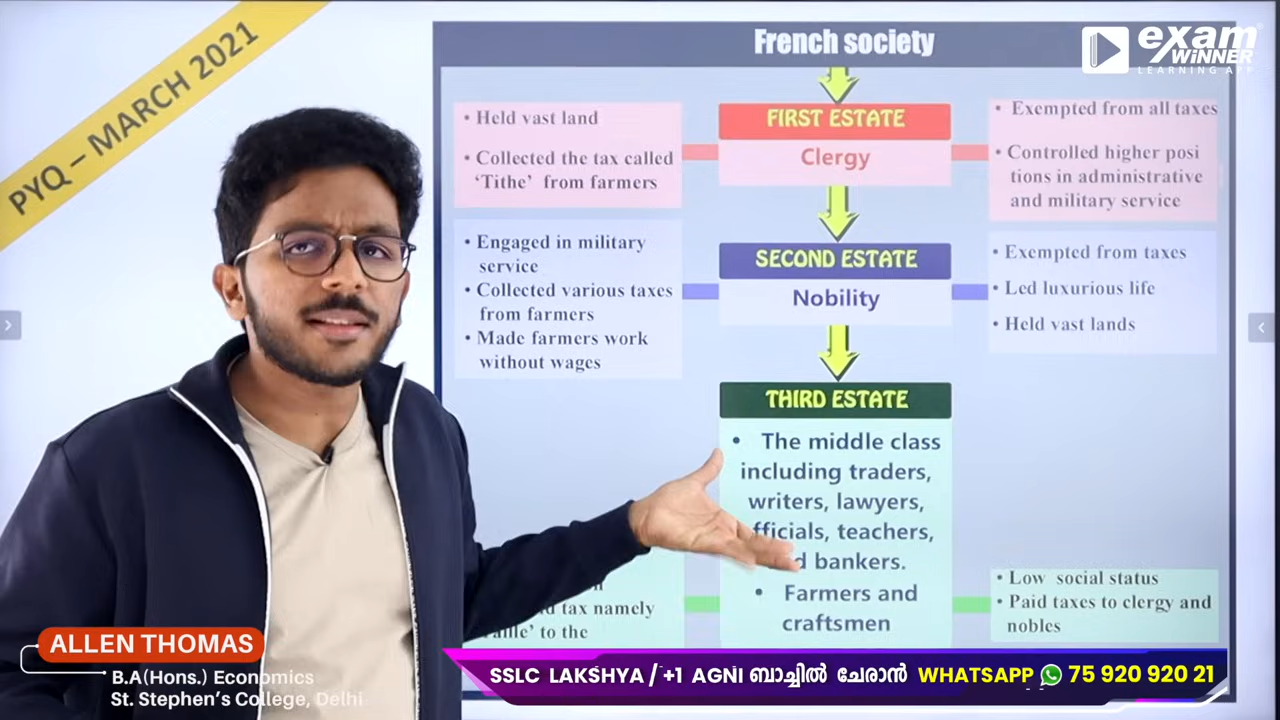 PYQ – MARCH 2021
exam
WiNNER
LEARNING APP
French society
• Held vast land
• Collected the tax called
‘Tithe’ from farmers
FIRST ESTATE
Clergy
• Exempted from all taxes
• Controlled higher posi
tions in administrative
and military service
• Engaged in military
service
• Collected various taxes
from farmers
• Made farmers work
without wages
SECOND ESTATE
Nobility
• Exempted from taxes
• Led luxurious life
• Held vast lands
THIRD ESTATE
• The middle class
including traders,
writers, lawyers,
teachers,
bankers.
• Farmers and
craftsmen
tax namely
to the
• Low social status
• Paid taxes to clergy and
nobles
ALLEN THOMAS
B.A(Hons.) Economics
St. Stephen’s College, Delhi
SSLC LAKSHYA / +1 AGNI ബാച്ചിൽ ചേരാൻ WHATSAPP 75 920 920 21